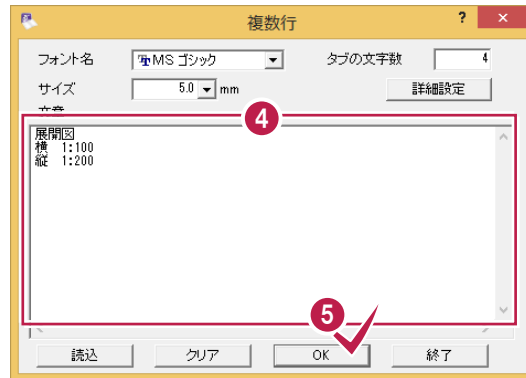 複数行 ? ×
フォント名 MS ゴシック タブの文字数 4
サイズ 5.0 mm 詳細設定
文章
4
展開図
横 1:100
縦 1:200
5
読込 クリア OK 終了